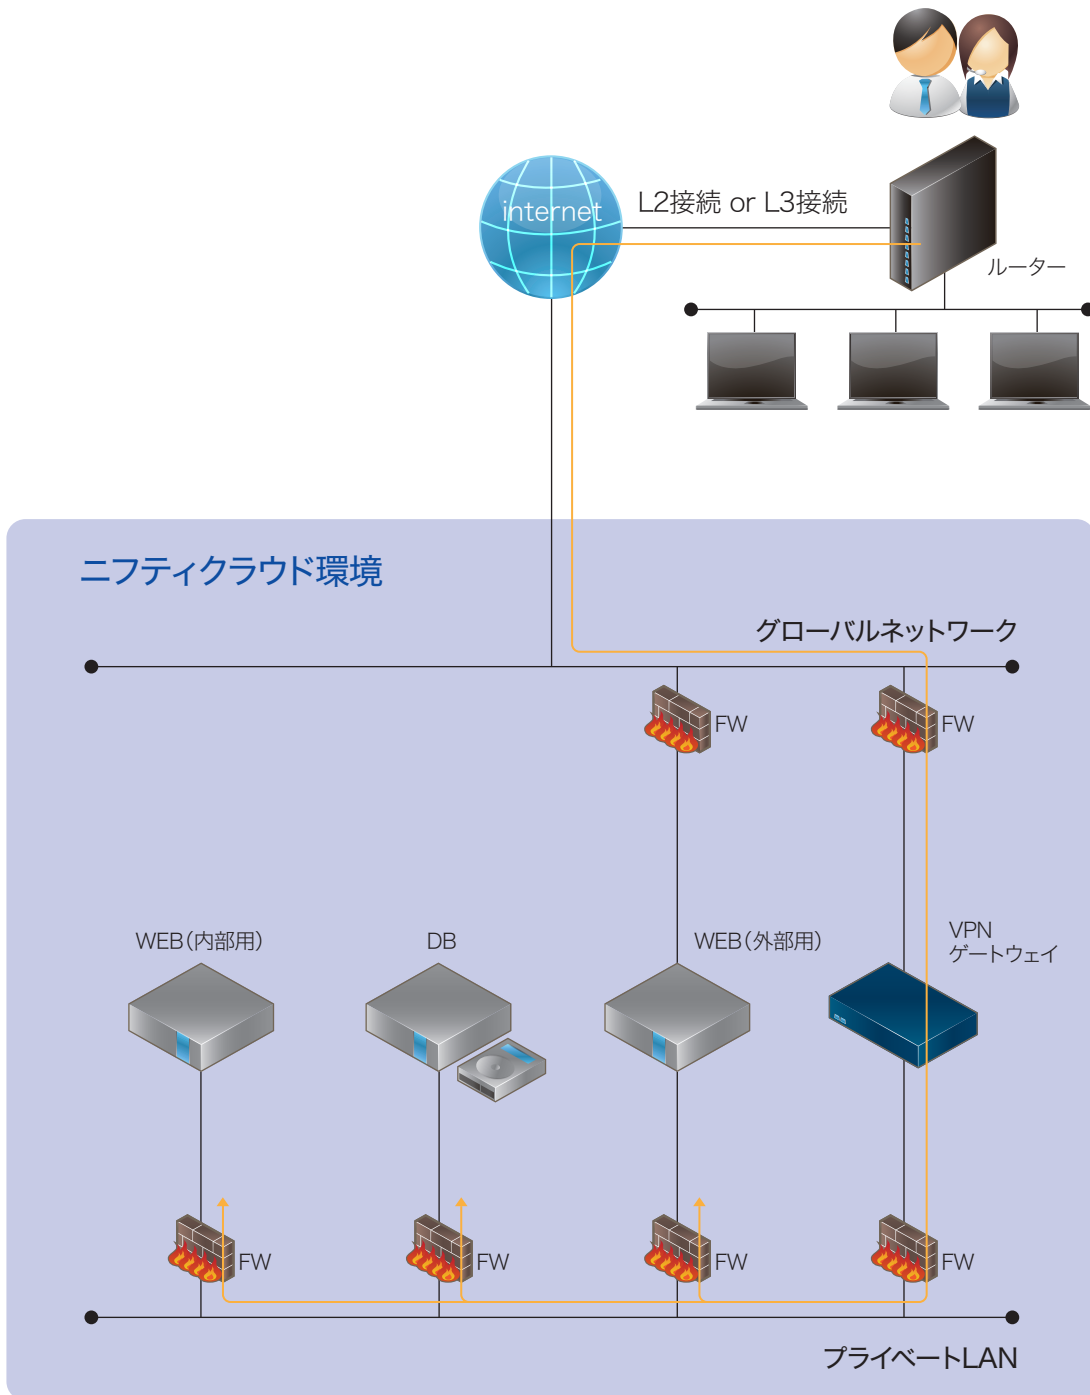 internet
L2接続 or L3接続
ルーター
ニフティクラウド環境
グローバルネットワーク
FW
FW
WEB（内部用）
DB
WEB（外部用）
VPN
ゲートウェイ
FW
FW
FW
FW
プライベートLAN